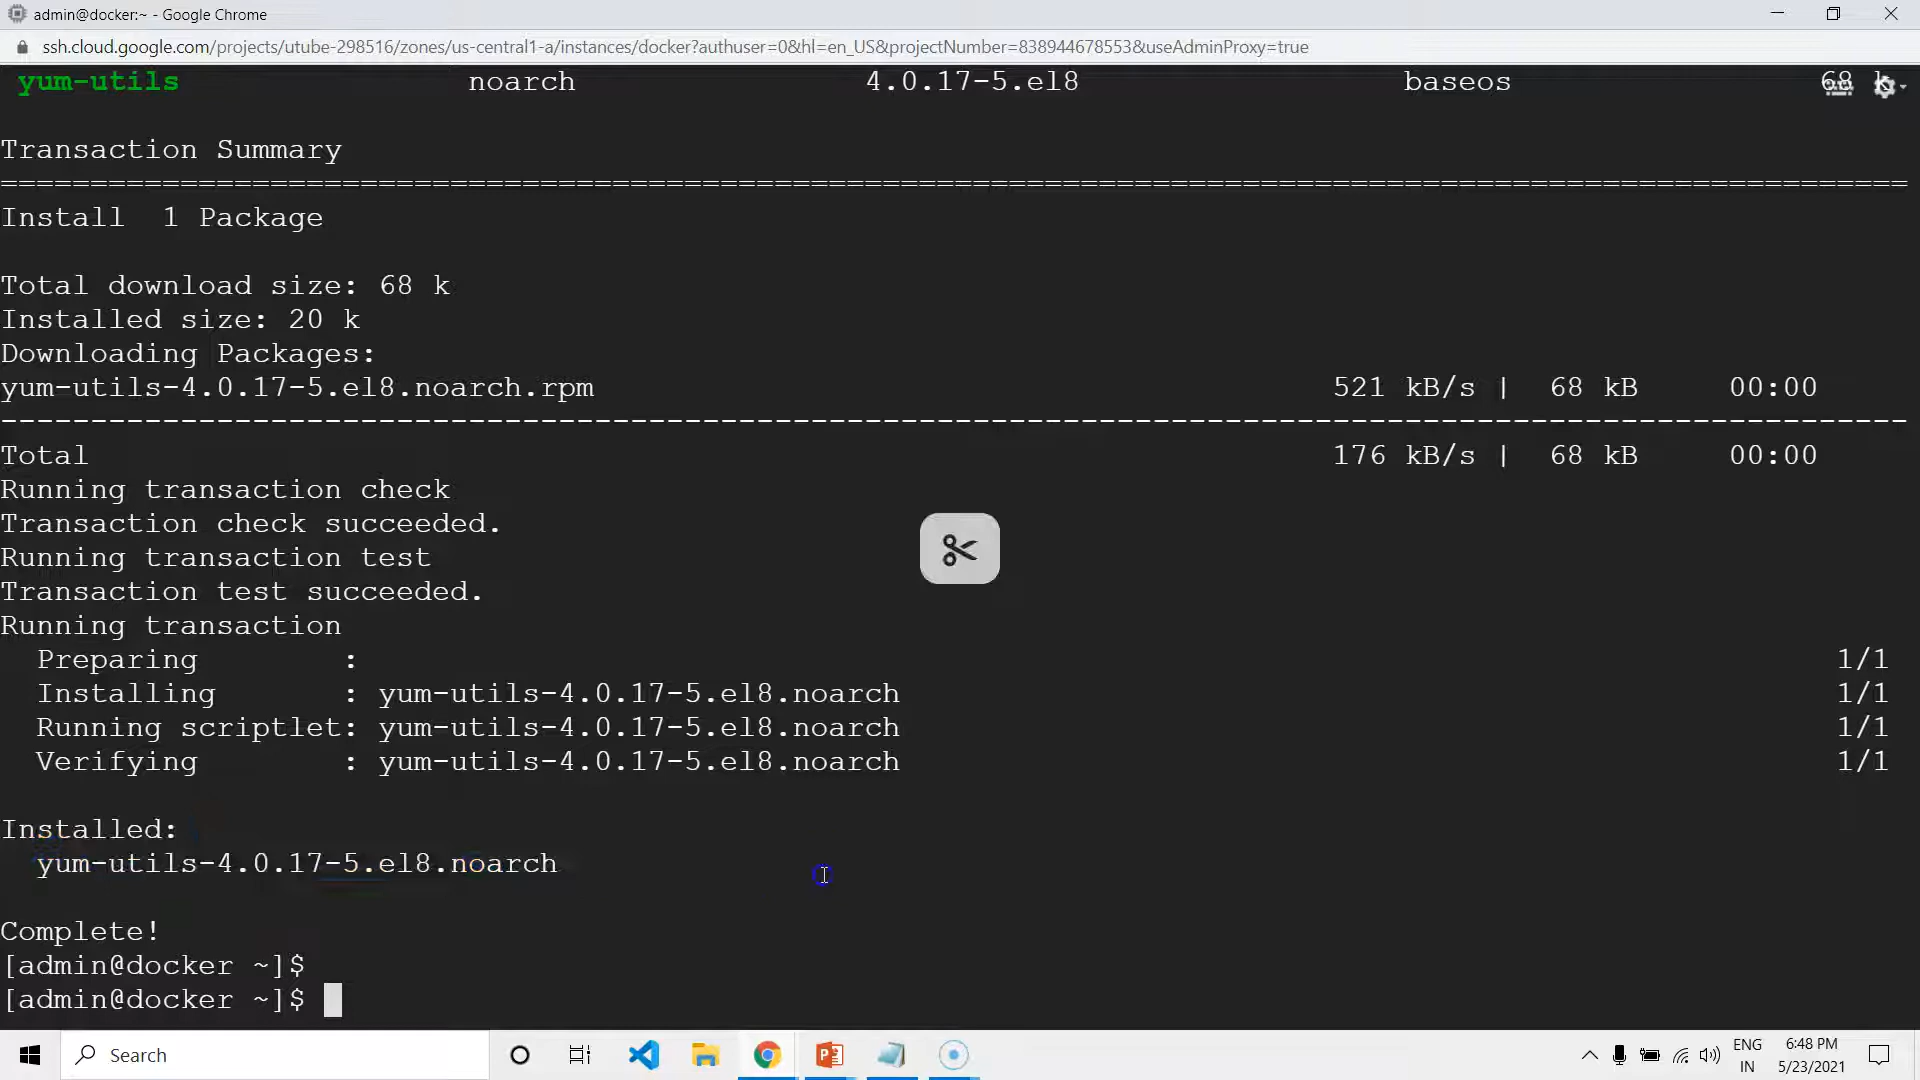 admin@docker:~ - Google Chrome
ssh.cloud.google.com/projects/utube-298516/zones/us-central1-a/instances/docker?authuser=0&hl=en_US&projectNumber=838944678553&useAdminProxy=true
yum-utils noarch 4.0.17-5.el8 baseos 68 k
Transaction Summary
================================================================================
Install  1 Package
Total download size: 68 k
Installed size: 20 k
Downloading Packages:
yum-utils-4.0.17-5.el8.noarch.rpm 521 kB/s |  68 kB     00:00
--------------------------------------------------------------------------------
Total 176 kB/s |  68 kB     00:00
Running transaction check
Transaction check succeeded.
Running transaction test
Transaction test succeeded.
Running transaction
Preparing        : 1/1
Installing       : yum-utils-4.0.17-5.el8.noarch 1/1
Running scriptlet: yum-utils-4.0.17-5.el8.noarch 1/1
Verifying        : yum-utils-4.0.17-5.el8.noarch 1/1
Installed:
yum-utils-4.0.17-5.el8.noarch
Complete!
[admin@docker ~]$
[admin@docker ~]$
Search
ENG
IN
6:48 PM
5/23/2021